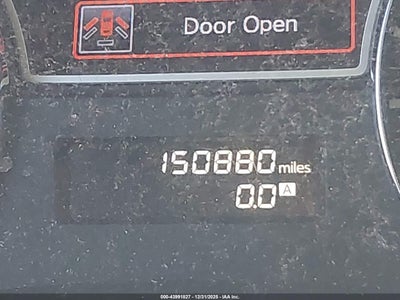 Door Open
150880 miles
0.0 A
000-43991027 • 12/31/2025 - IAA Inc.